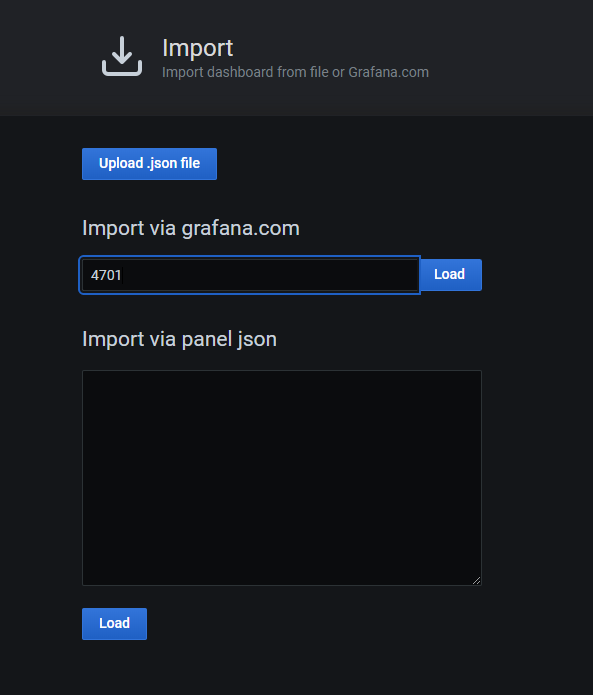 Import
Import dashboard from file or Grafana.com
Upload .json file
Import via grafana.com
4701
Load
Import via panel json
Load